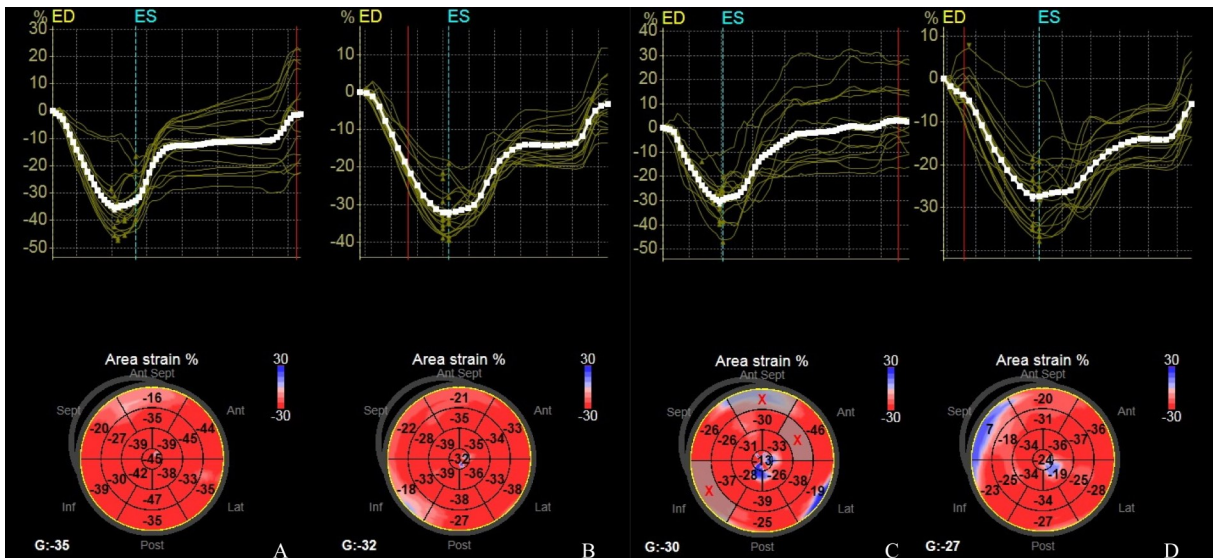 % ED ES
30
20
10
0
-10
-20
-30
-40
-50
% ED ES
10
0
-10
-20
-30
-40
% ED ES
40
30
20
10
0
-10
-20
-30
-40
-50
% ED ES
10
0
-10
-20
-30
Area strain %
30
-30
Ant Sept
Sept Ant
-16
-20 -35 -44
-27 -39 -39 -45
-45
-39 -30 -42 -38 -33 -35
-47
-35
Inf Lat
Post
G:-35 A
Area strain %
30
-30
Ant Sept
Sept Ant
-21
-22 -35 -33
-28 -39 -35 -34
-32
-34 -39 -36 -33 -38
-18 -38
-27
Inf Lat
Post
G:-32 B
Area strain %
30
-30
Ant Sept
Sept Ant
X
-26 -30 -46
-26 -31 -33 X
-13
-37 -28 -26 -38
X -39 -19
-25
Inf Lat
Post
G:-30 C
Area strain %
30
-30
Ant Sept
Sept Ant
-20
7 -34 -36
-18 -36 -37
-24
-23 -25 -34 -19 -25 -28
-34
-27
Inf Lat
Post
G:-27 D